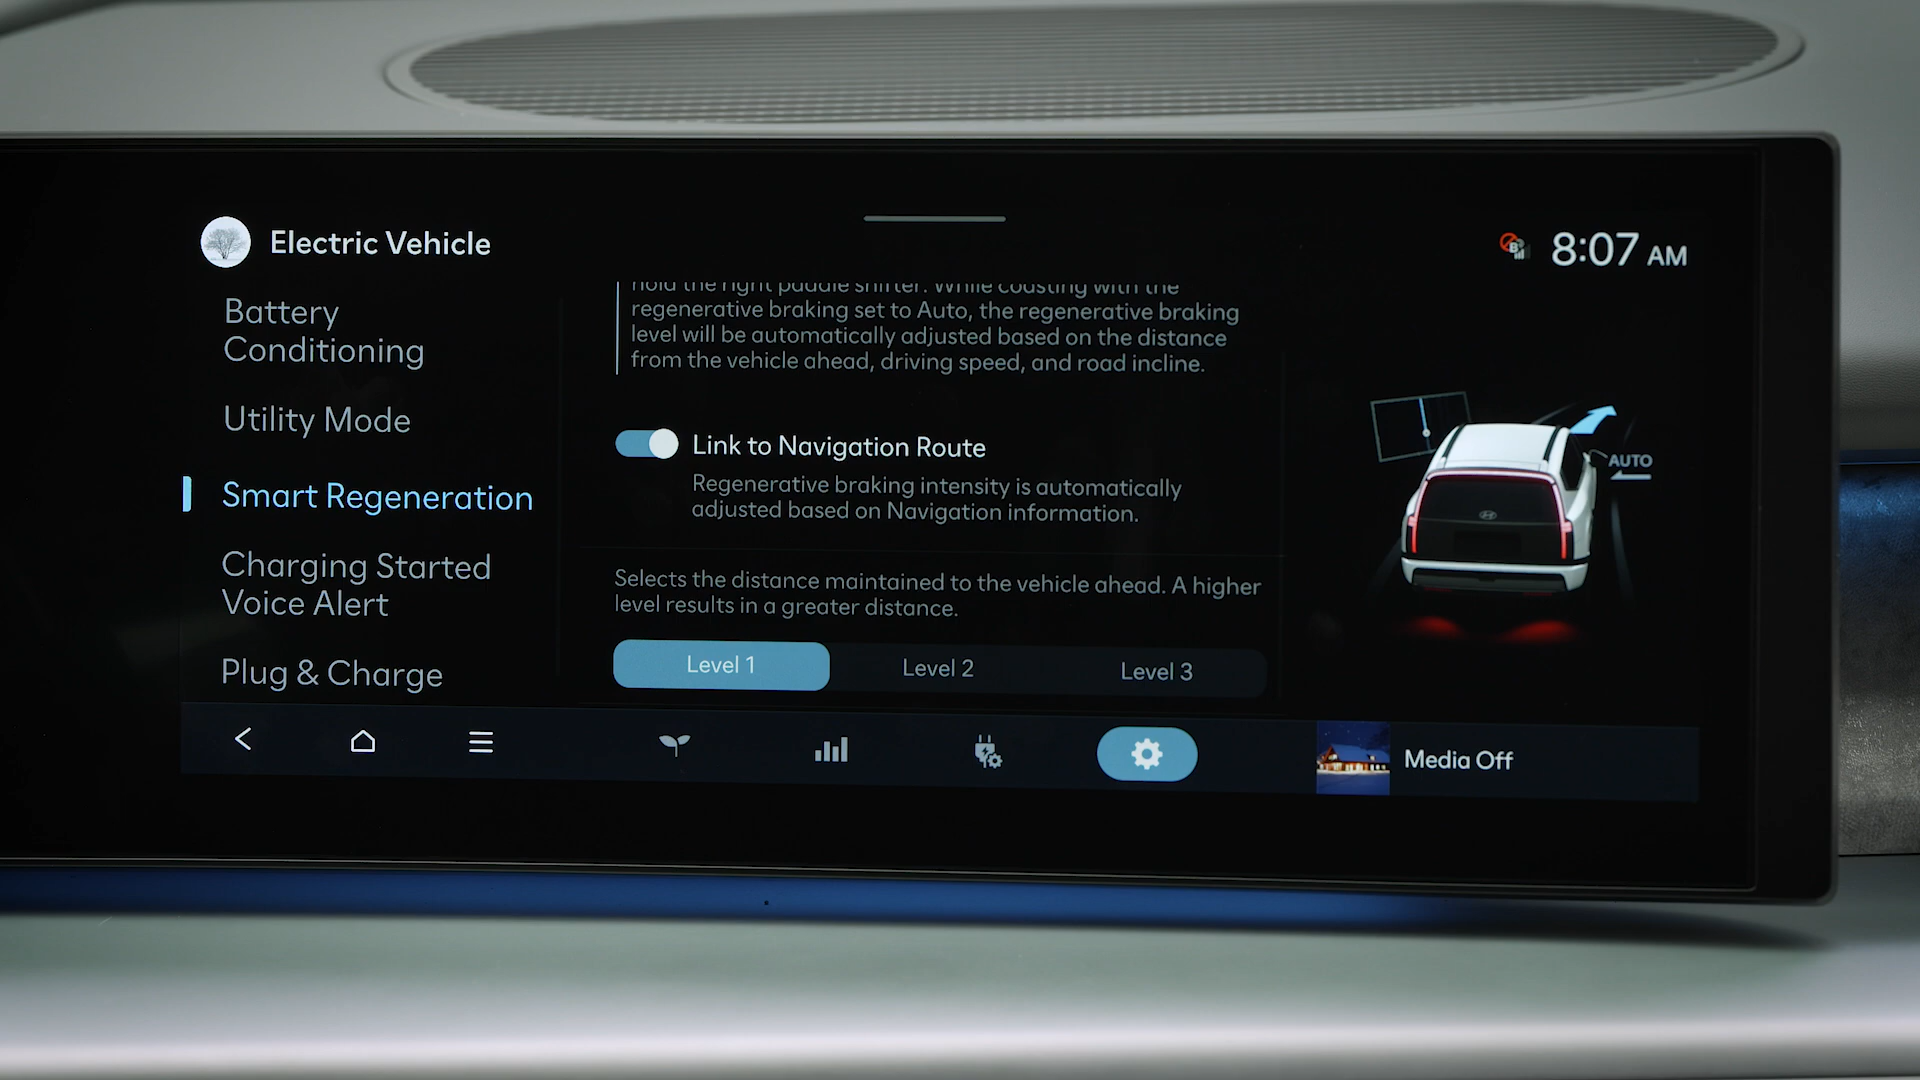 Electric Vehicle
8:07 AM
Battery
Conditioning
Utility Mode
Smart Regeneration
Charging Started
Voice Alert
Plug & Charge
hold the right paddle shifter. While coasting with the
regenerative braking set to Auto, the regenerative braking
level will be automatically adjusted based on the distance
from the vehicle ahead, driving speed, and road incline.
Link to Navigation Route
Regenerative braking intensity is automatically
adjusted based on Navigation information.
Selects the distance maintained to the vehicle ahead. A higher
level results in a greater distance.
Level 1
Level 2
Level 3
AUTO
Media Off